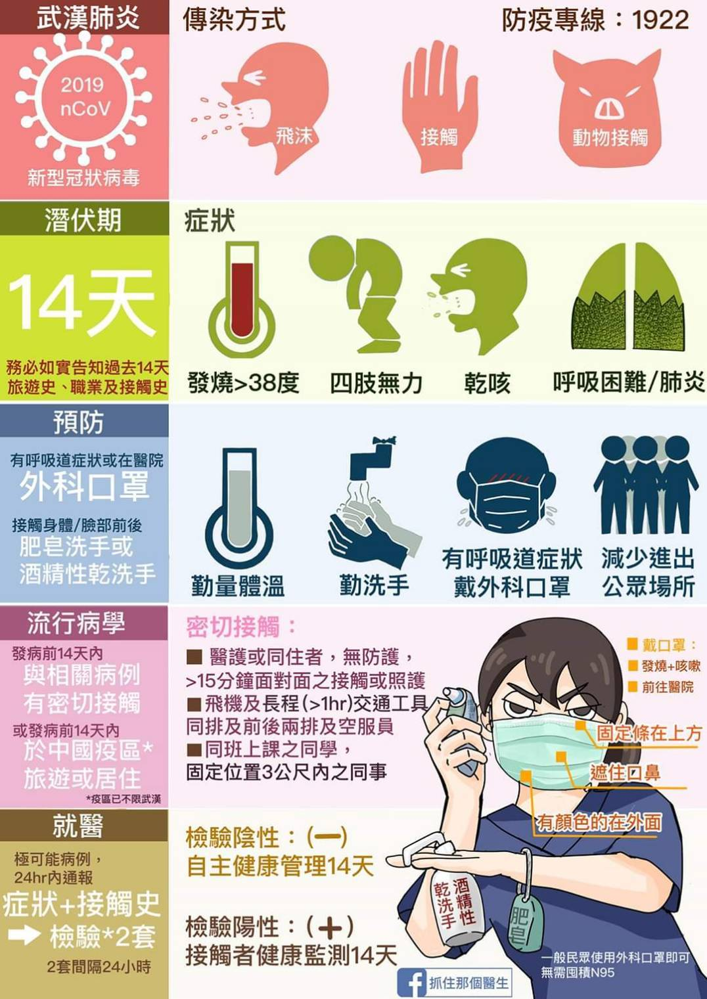 武漢肺炎
2019
nCoV
新型冠狀病毒
傳染方式
防疫專線：1922
飛沫
接觸
動物接觸
潛伏期
14天
務必如實告知過去14天
旅遊史、職業及接觸史
症狀
發燒>38度
四肢無力
乾咳
呼吸困難/肺炎
預防
有呼吸道症狀或在醫院
外科口罩
接觸身體/臉部前後
肥皂洗手或
酒精性乾洗手
勤量體溫
勤洗手
有呼吸道症狀
戴外科口罩
減少進出
公眾場所
流行病學
發病前14天內
與相關病例
有密切接觸
或發病前14天內
於中國疫區*
旅遊或居住
*疫區已不限武漢
密切接觸：
■ 醫護或同住者，無防護，
>15分鐘面對面之接觸或照護
■飛機及長程(>1hr)交通工具
同排及前後兩排及空服員
■同班上課之同學，
固定位置3公尺內之同事
■ 戴口罩：
■ 發燒+咳嗽
■ 前往醫院
固定條在上方
遮住口鼻
有顏色的在外面
就醫
極可能病例，
24hr內通報
症狀+接觸史
➡ 檢驗*2套
2套間隔24小時
檢驗陰性：(—)
自主健康管理14天
檢驗陽性：(+)
接觸者健康監測14天
酒精性
乾洗手
肥皂
一般民眾使用外科口罩即可
無需囤積N95
抓住那個醫生